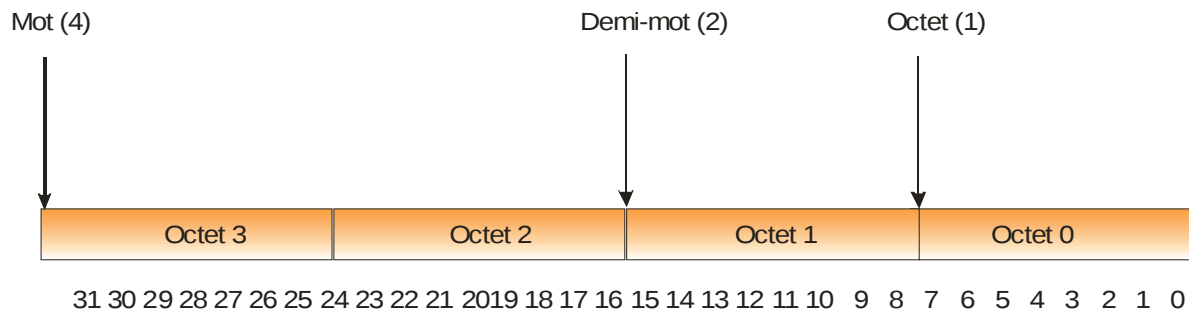 Mot (4) Demi-mot (2) Octet (1)
Octet 3 Octet 2 Octet 1 Octet 0
31 30 29 28 27 26 25 24 23 22 21 2019 18 17 16 15 14 13 12 11 10 9 8 7 6 5 4 3 2 1 0